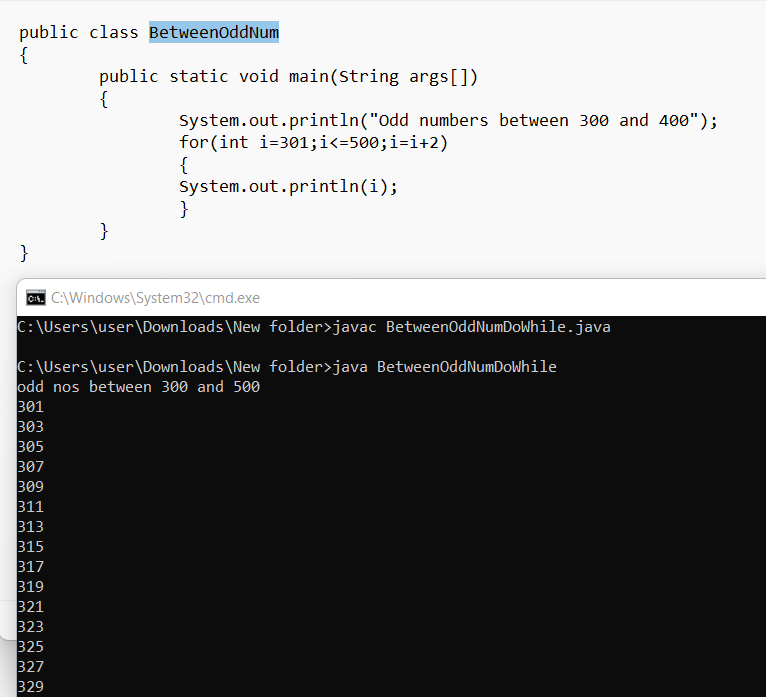 public class BetweenOddNum
{
public static void main(String args[])
{
System.out.println("Odd numbers between 300 and 400");
for(int i=301;i<=500;i=i+2)
{
System.out.println(i);
}
}
}
C:\Windows\System32\cmd.exe
C:\Users\user\Downloads\New folder>javac BetweenOddNumDoWhile.java
C:\Users\user\Downloads\New folder>java BetweenOddNumDoWhile
odd nos between 300 and 500
301
303
305
307
309
311
313
315
317
319
321
323
325
327
329